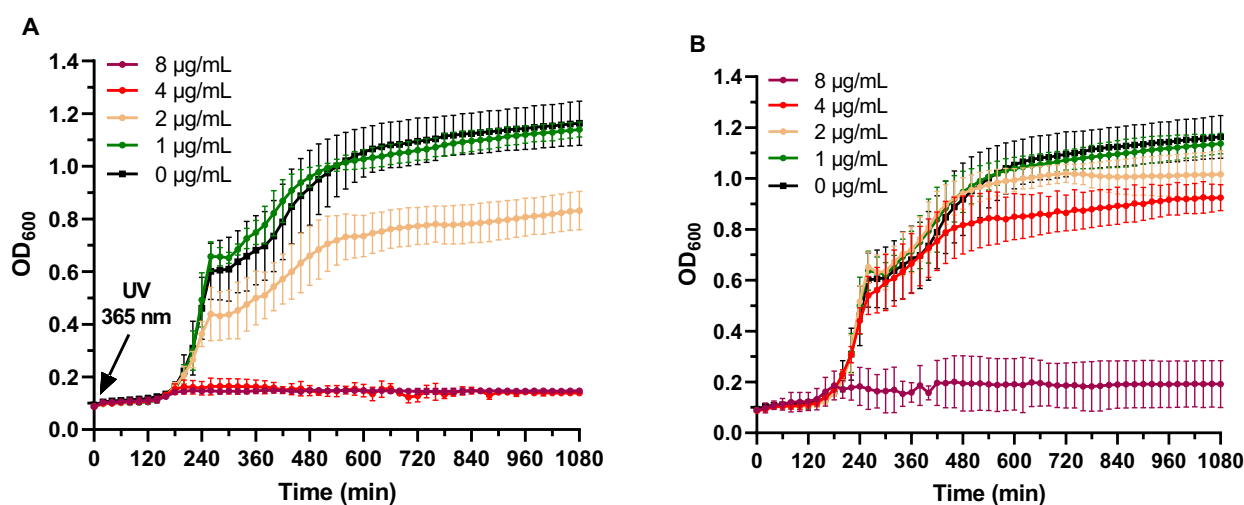 A
8 µg/mL
4 µg/mL
2 µg/mL
1 µg/mL
0 µg/mL
UV
365 nm
OD600
1.4
1.2
1.0
0.8
0.6
0.4
0.2
0.0
0 120 240 360 480 600 720 840 960 1080
Time (min)
B
8 µg/mL
4 µg/mL
2 µg/mL
1 µg/mL
0 µg/mL
OD600
1.4
1.2
1.0
0.8
0.6
0.4
0.2
0.0
0 120 240 360 480 600 720 840 960 1080
Time (min)